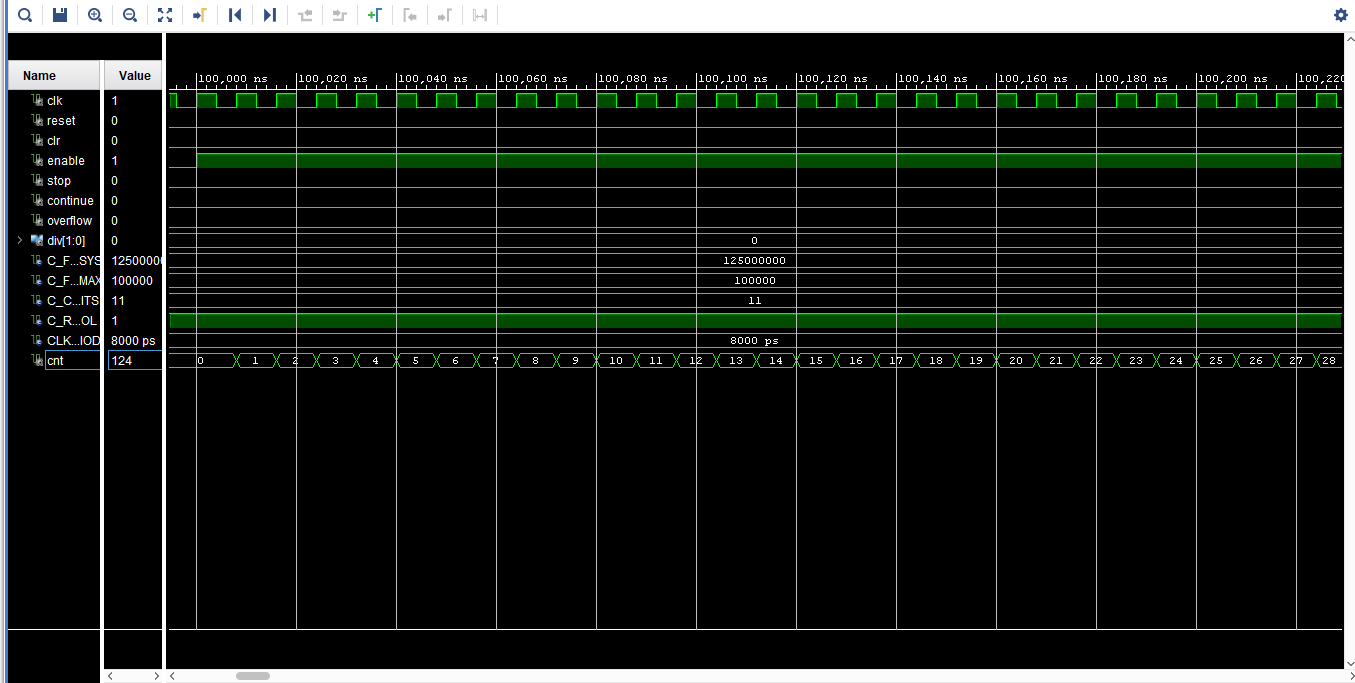 Name Value
100,000 ns 100,020 ns 100,040 ns 100,060 ns 100,080 ns 100,100 ns 100,120 ns 100,140 ns 100,160 ns 100,180 ns 100,200 ns 100,220
clk 1
reset 0
clr 0
enable 1
stop 0
continue 0
overflow 0
div[1:0] 0 0
C_F...SYS 12500000 125000000
C_F...MAX 100000 100000
C_C...ITS 11 11
C_R...OL 1
CLK...IOD 8000 ps 8000 ps
cnt 124 0 1 2 3 4 5 6 7 8 9 10 11 12 13 14 15 16 17 18 19 20 21 22 23 24 25 26 27 28